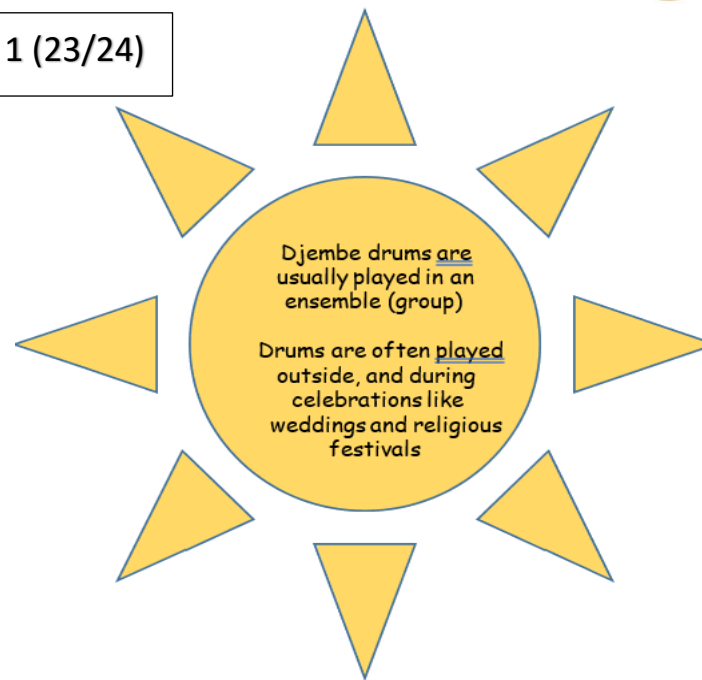 1 (23/24)
Djembe drums are
usually played in an
ensemble (group)
Drums are often played
outside, and during
celebrations like
weddings and religious
festivals